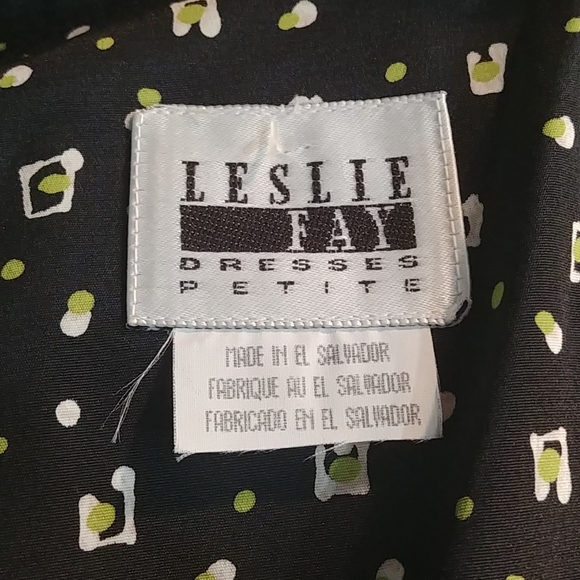 LESLIE
FAY
DRESSES
PETITE
MADE IN EL SALVADOR
FABRIQUE AU EL SALVADOR
FABRICADO EN EL SALVADOR